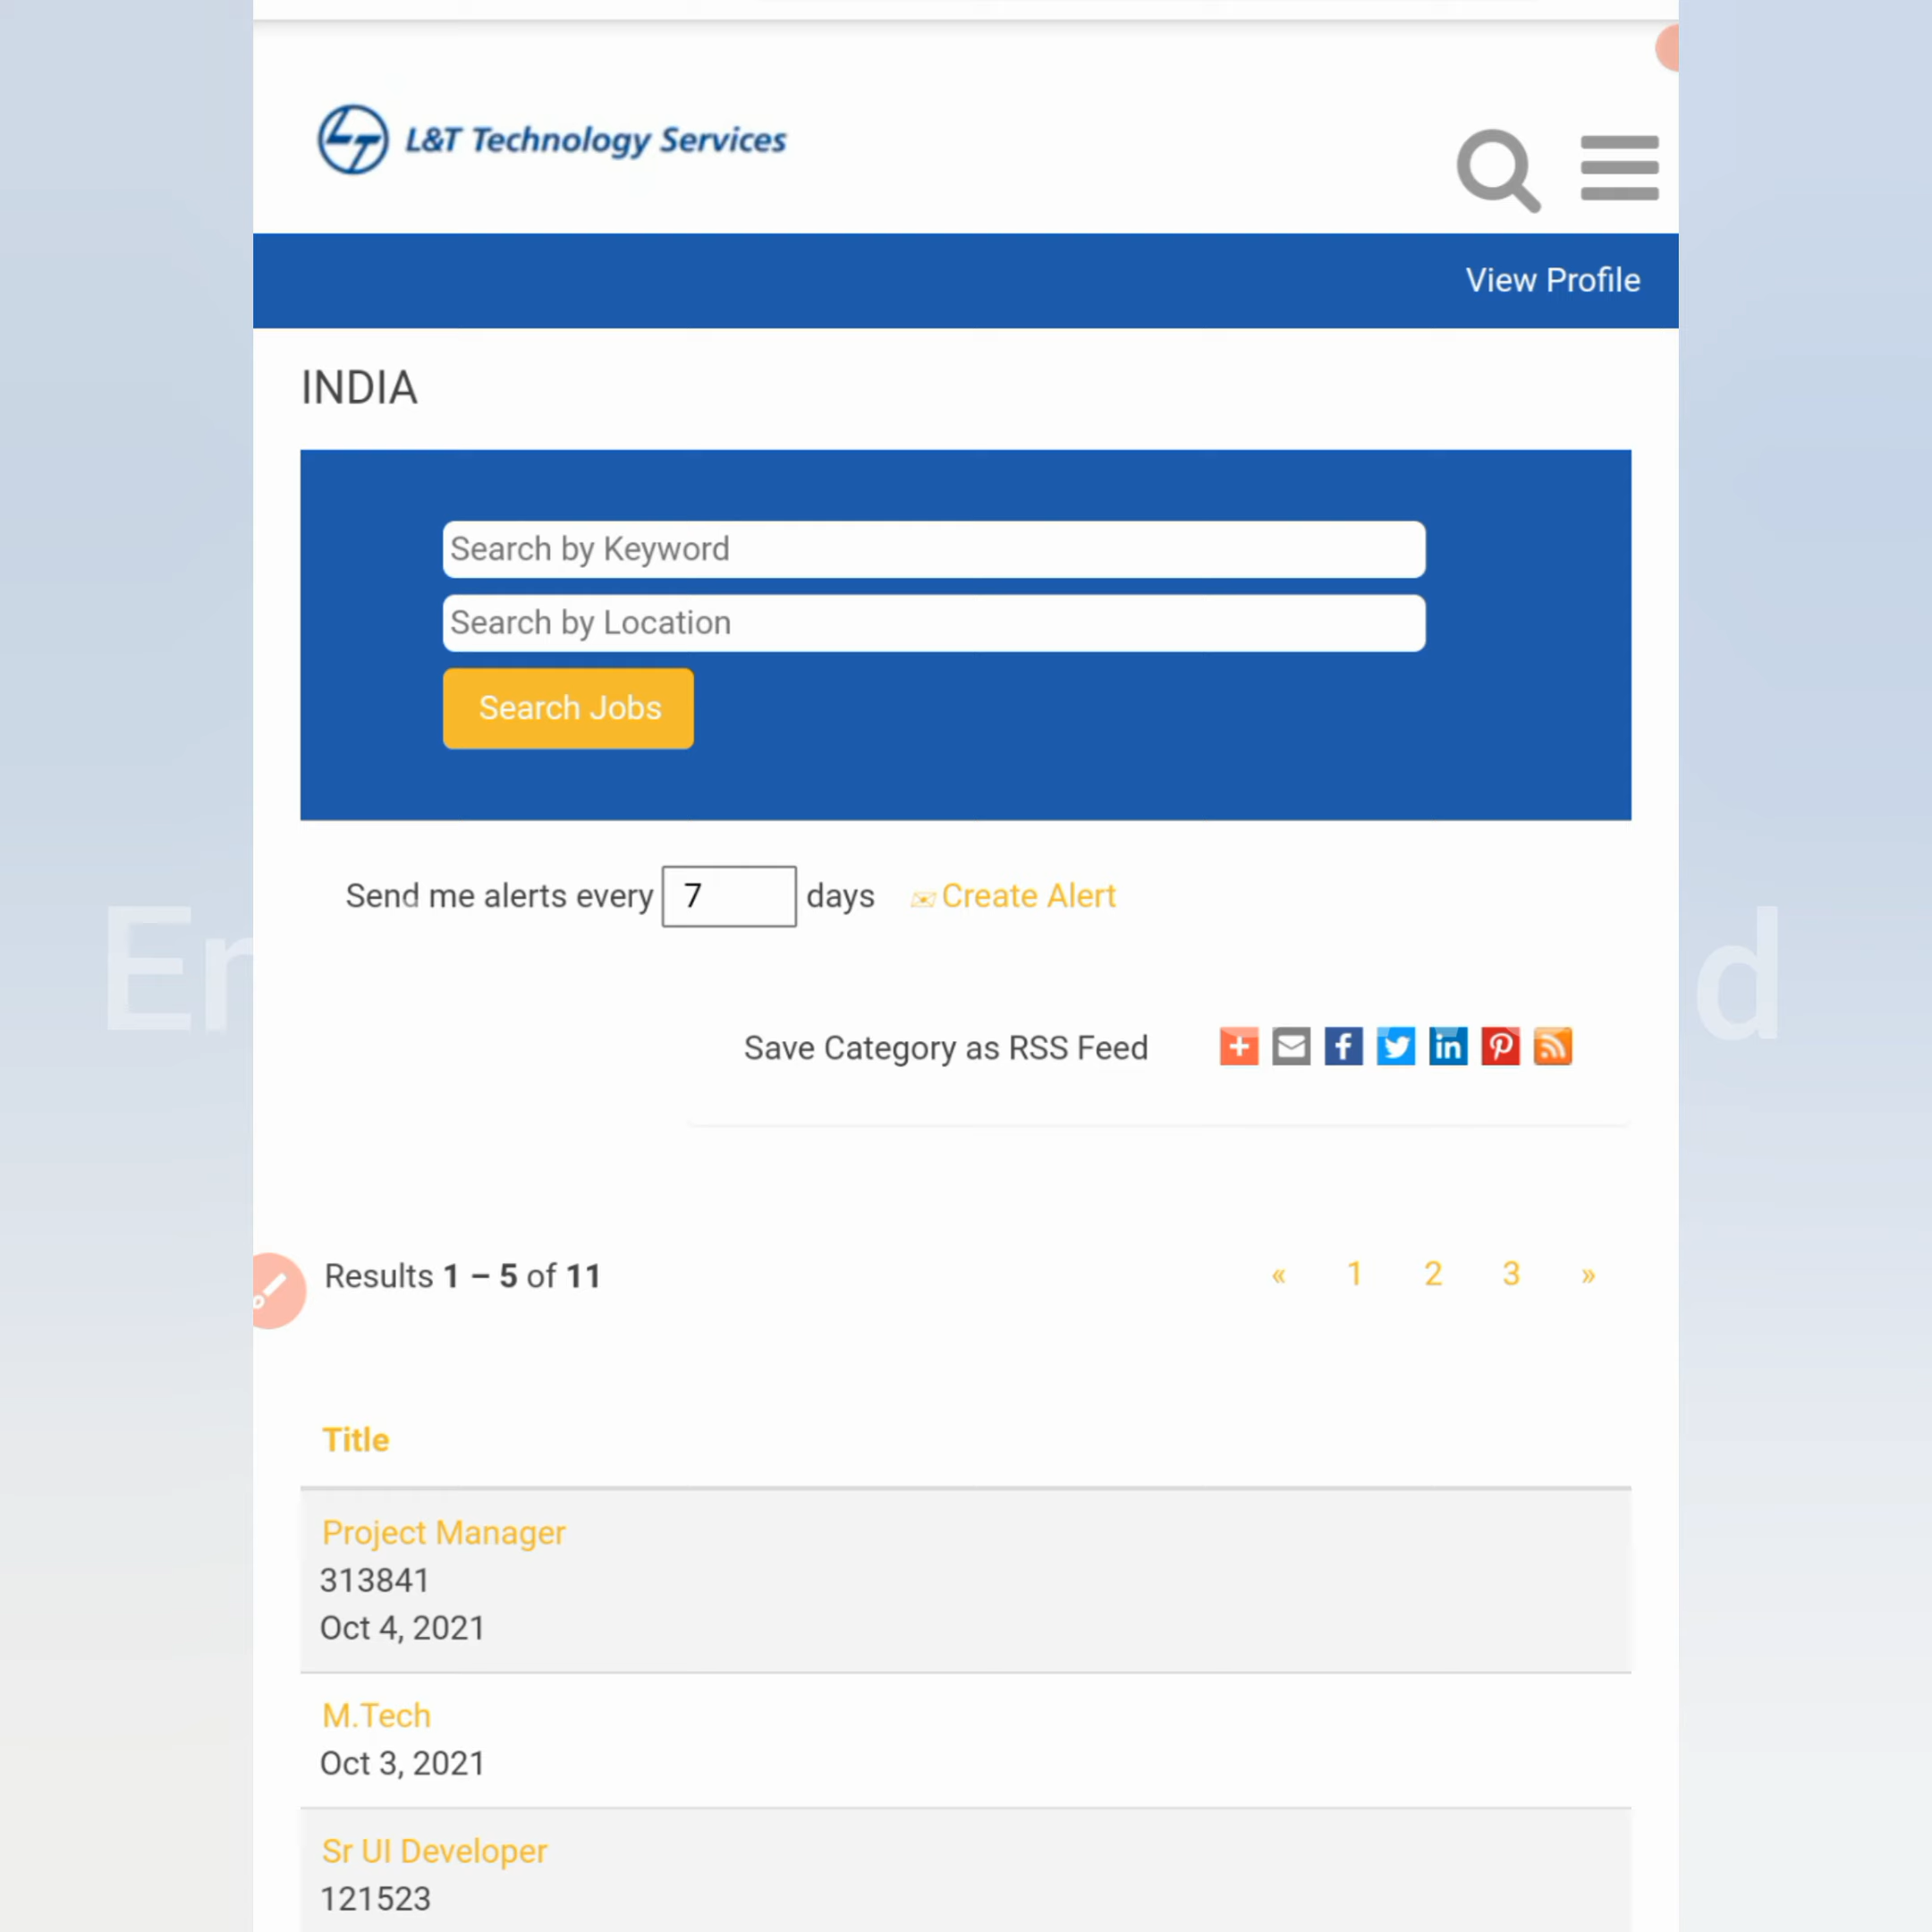 L&T Technology Services
View Profile
INDIA
Search by Keyword
Search by Location
Search Jobs
Send me alerts every 7 days Create Alert
Save Category as RSS Feed
Results 1 – 5 of 11 « 1 2 3 »
Title
Project Manager
313841
Oct 4, 2021
M.Tech
Oct 3, 2021
Sr UI Developer
121523